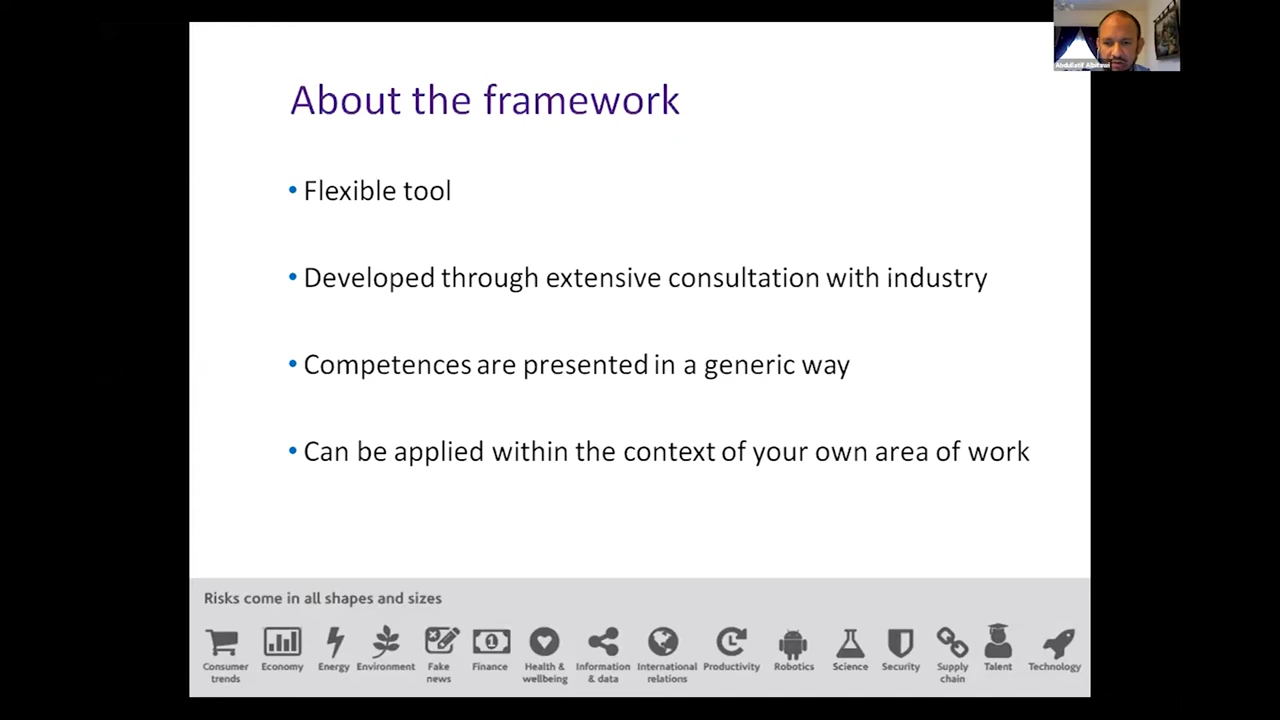 Abdullatif Albitawi
About the framework
• Flexible tool
• Developed through extensive consultation with industry
• Competences are presented in a generic way
• Can be applied within the context of your own area of work
Risks come in all shapes and sizes
Consumer trends
Economy
Energy
Environment
Fake news
Finance
Health & wellbeing
Information & data
International relations
Productivity
Robotics
Science
Security
Supply chain
Talent
Technology